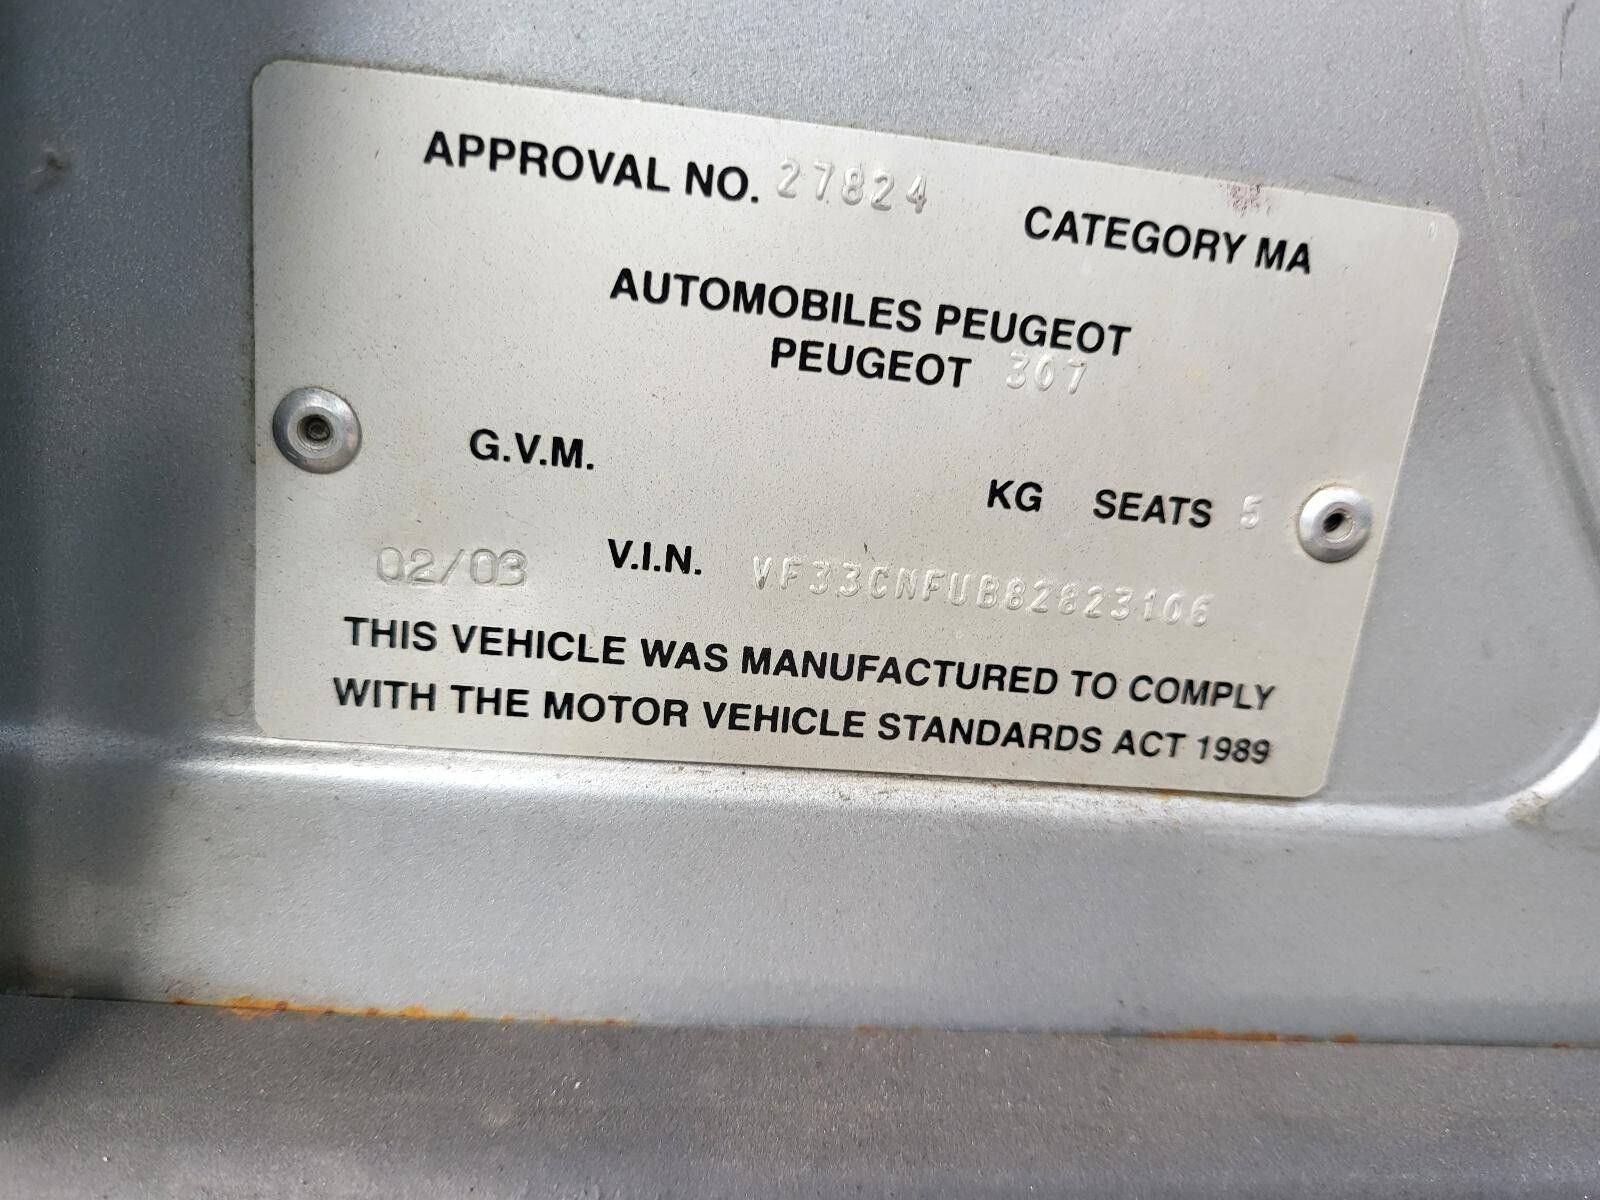 APPROVAL NO. 27824 CATEGORY MA
AUTOMOBILES PEUGEOT
PEUGEOT 307
G.V.M. KG SEATS 5
02/03 V.I.N. VF33CNFUB82823106
THIS VEHICLE WAS MANUFACTURED TO COMPLY
WITH THE MOTOR VEHICLE STANDARDS ACT 1989